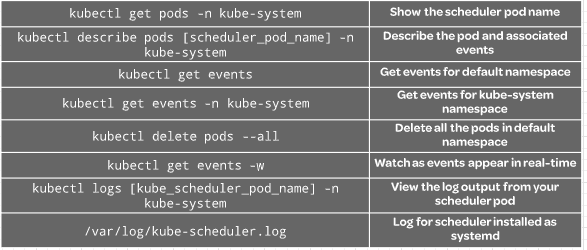 kubectl get pods -n kube-system
Show the scheduler pod name
kubectl describe pods [scheduler_pod_name] -n
kube-system
Describe the pod and associated
events
kubectl get events
Get events for default namespace
kubectl get events -n kube-system
Get events for kube-system
namespace
kubectl delete pods --all
Delete all the pods in default
namespace
kubectl get events -w
Watch as events appear in real-time
kubectl logs [kube_scheduler_pod_name] -n
kube-system
View the log output from your
scheduler pod
/var/log/kube-scheduler.log
Log for scheduler installed as
systemd